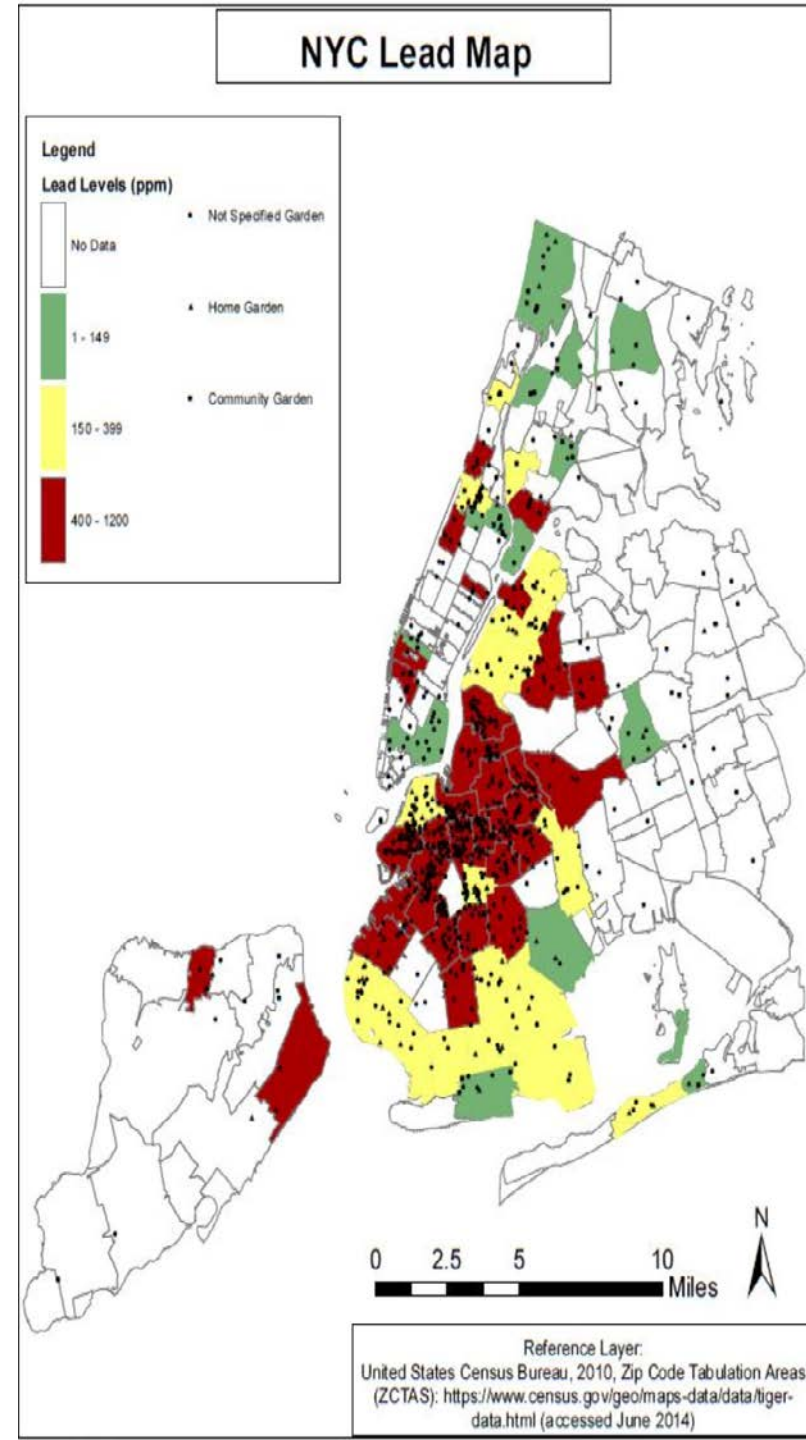 NYC Lead Map
Legend
Lead Levels (ppm)
No Data
1 - 149
150 - 399
400 - 1200
Not Specified Garden
Home Garden
Community Garden
N
0 2.5 5 10
Miles
Reference Layer:
United States Census Bureau, 2010, Zip Code Tabulation Areas
(ZCTAS): https://www.census.gov/geo/maps-data/data/tiger-
data.html (accessed June 2014)